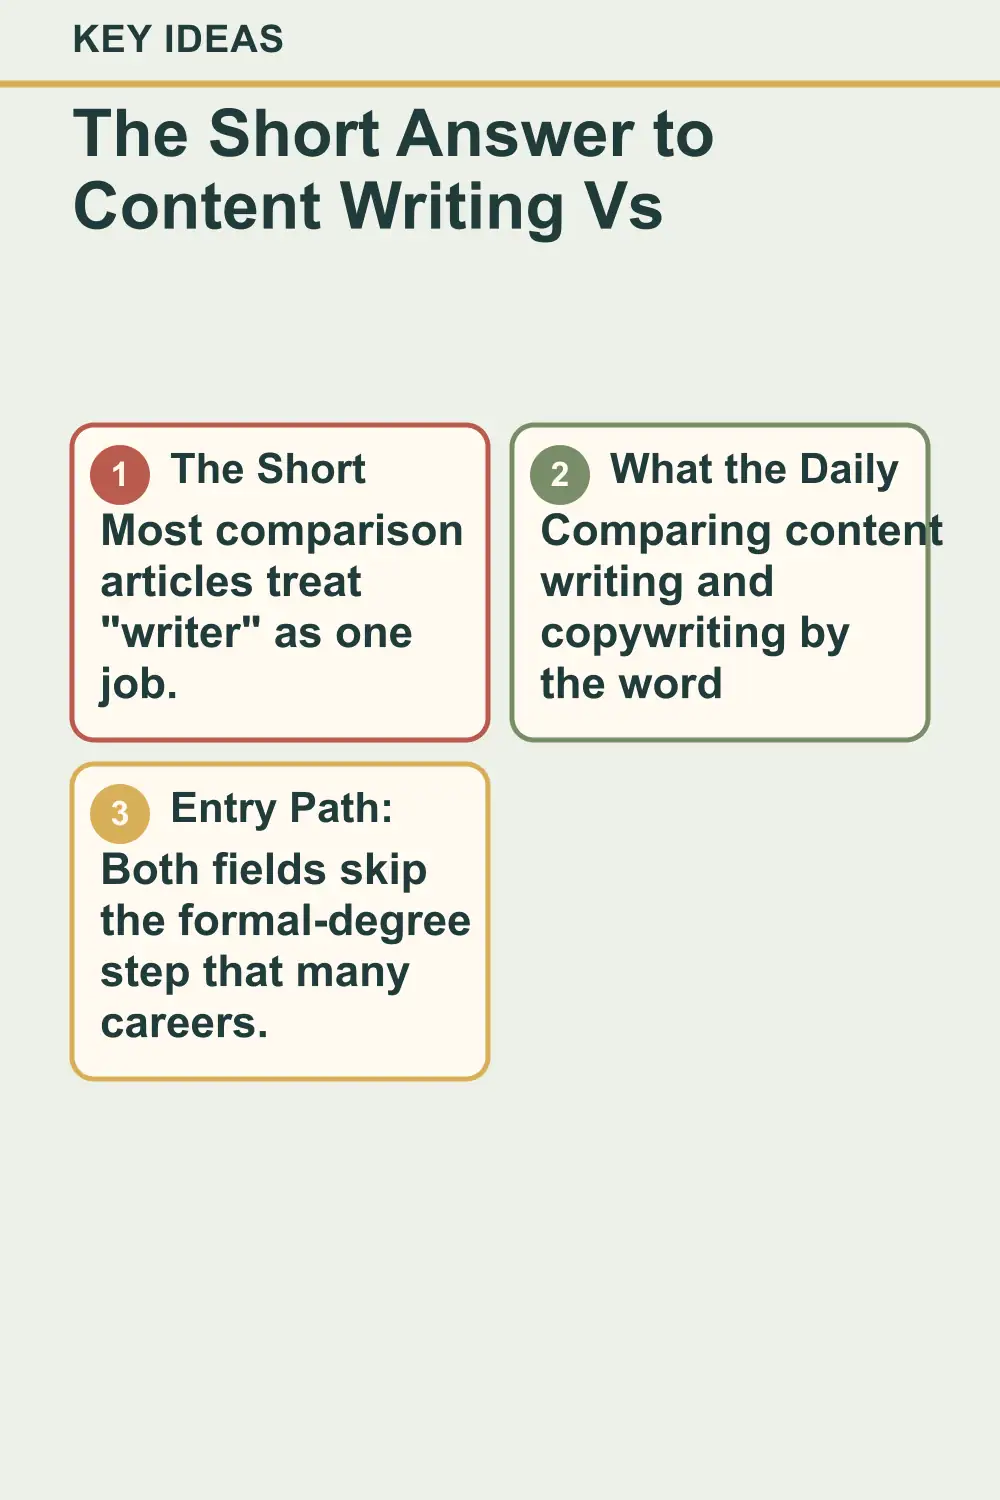 KEY IDEAS
The Short Answer to
Content Writing Vs
1 The Short
Most comparison
articles treat
"writer" as one
job.
2 What the Daily
Comparing content
writing and
copywriting by
the word
3 Entry Path:
Both fields skip
the formal-degree
step that many
careers.